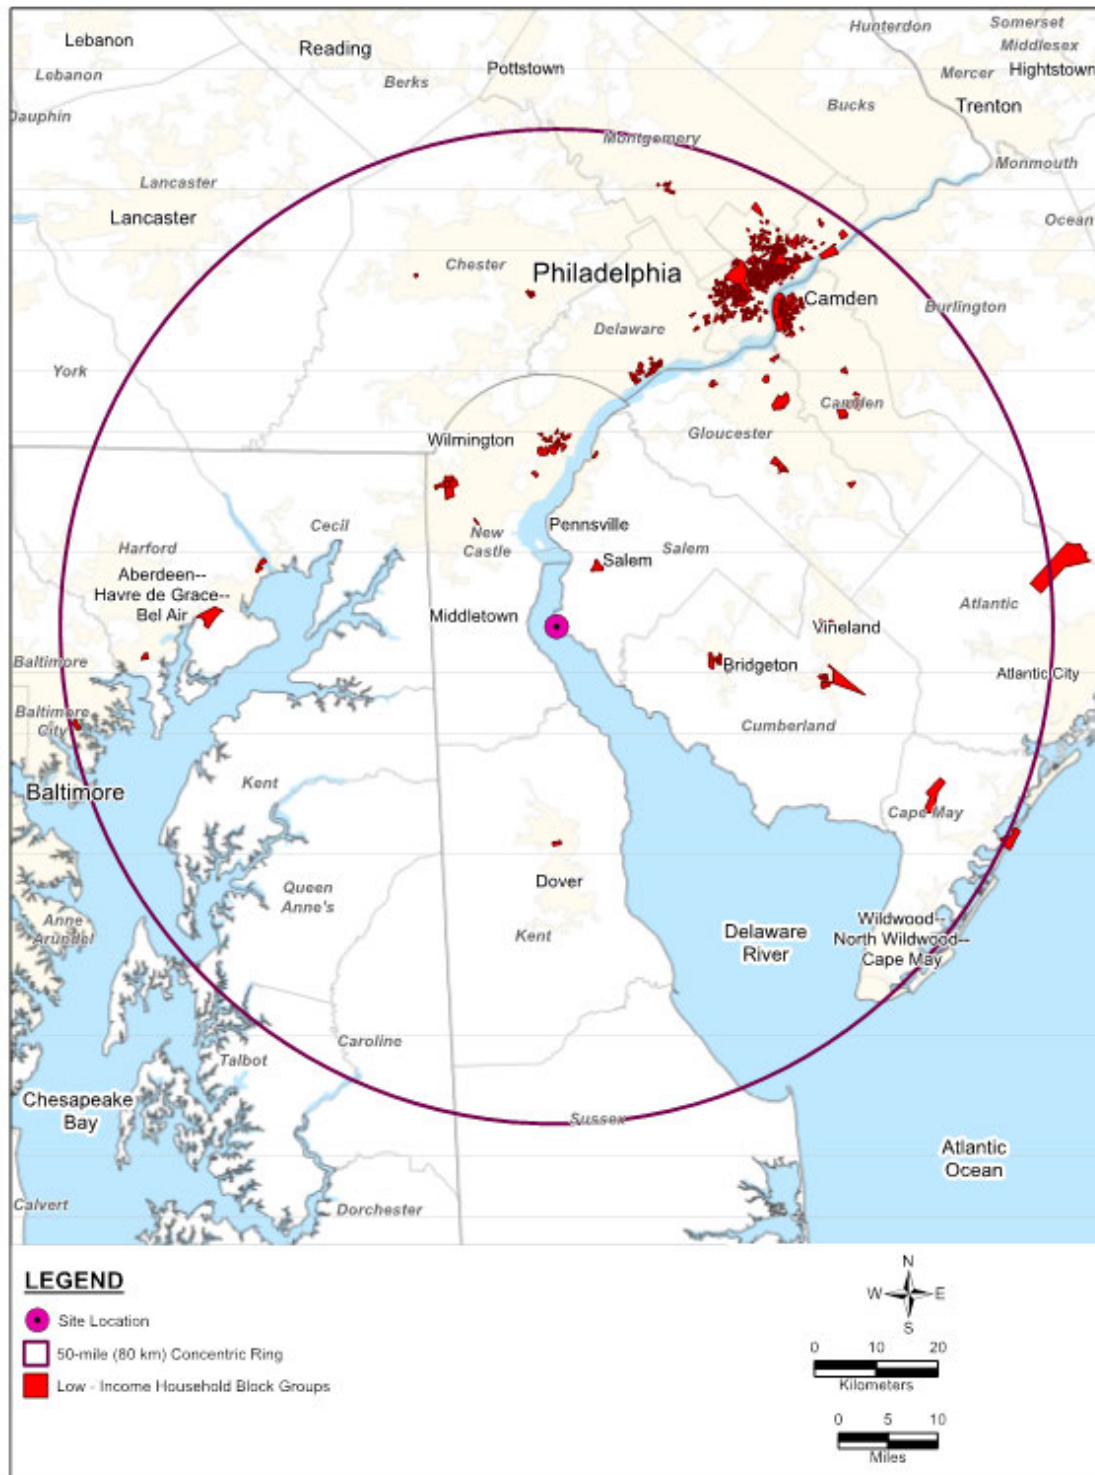 Lebanon
Reading
Hunterdon
Somerset
Middlesex
Lebanon
Berks
Pottstown
Mercer
Hightstown
Dauphin
Bucks
Trenton
Montgomery
Monmouth
Lancaster
Lancaster
Ocean
Chester
Philadelphia
Camden
Burlington
Delaware
York
Camden
Gloucester
Wilmington
Cecil
Pennsville
New
Castle
Harford
Salem
Salem
Aberdeen--
Havre de Grace--
Bel Air
Middletown
Atlantic
Vineland
Baltimore
Bridgeton
Atlantic City
Baltimore
City
Cumberland
Baltimore
Kent
Cape May
Dover
Queen
Anne's
Anne
Arundel
Kent
Delaware
River
Wildwood--
North Wildwood--
Cape May
Caroline
Talbot
Chesapeake
Bay
Sussex
Atlantic
Ocean
Calvert
Dorchester
LEGEND
Site Location
50-mile (80 km) Concentric Ring
Low - Income Household Block Groups
N
W E
S
0 10 20
Kilometers
0 5 10
Miles